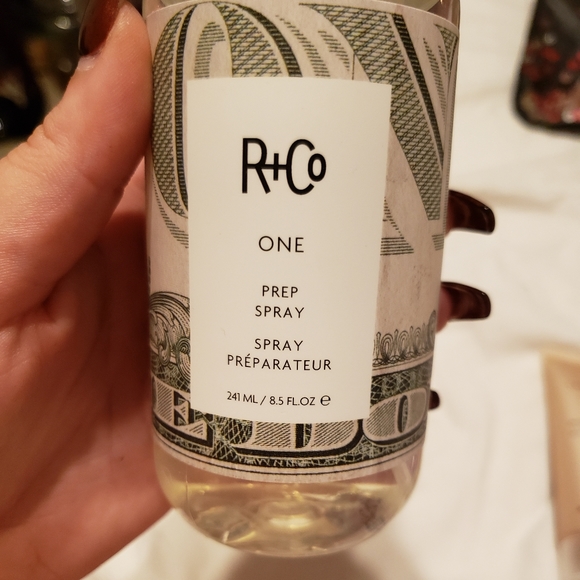 R+Co
ONE
PREP
SPRAY
SPRAY
PRÉPARATEUR
241 ML / 8.5 FL.OZ ℮